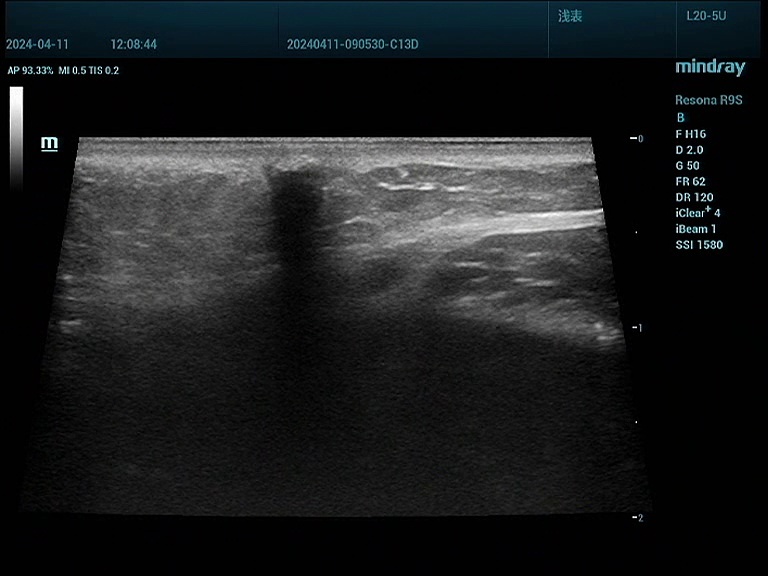 浅表
L20-5U
2024-04-11 12:08:44 20240411-090530-C13D
AP 93.33% MI 0.5 TIS 0.2
mindray
Resona R9S
B
F H16
D 2.0
G 50
FR 62
DR 120
iClear+ 4
iBeam 1
SSI 1580
m
0
1
2